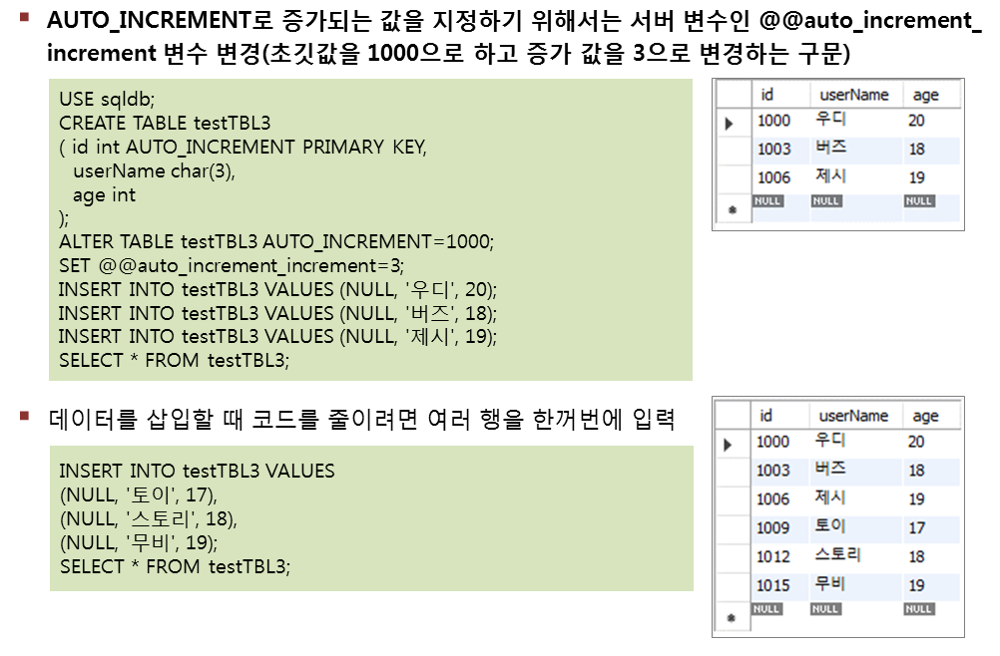 AUTO_INCREMENT로 증가되는 값을 지정하기 위해서는 서버 변수인 @@auto_increment_
increment 변수 변경(초깃값을 1000으로 하고 증가 값을 3으로 변경하는 구문)
USE sqldb;
CREATE TABLE testTBL3
( id int AUTO_INCREMENT PRIMARY KEY,
userName char(3),
age int
);
ALTER TABLE testTBL3 AUTO_INCREMENT=1000;
SET @@auto_increment_increment=3;
INSERT INTO testTBL3 VALUES (NULL, '우디', 20);
INSERT INTO testTBL3 VALUES (NULL, '버즈', 18);
INSERT INTO testTBL3 VALUES (NULL, '제시', 19);
SELECT * FROM testTBL3;
id userName age
1000 우디 20
1003 버즈 18
1006 제시 19
NULL NULL NULL
데이터를 삽입할 때 코드를 줄이려면 여러 행을 한꺼번에 입력
INSERT INTO testTBL3 VALUES
(NULL, '토이', 17),
(NULL, '스토리', 18),
(NULL, '무비', 19);
SELECT * FROM testTBL3;
id userName age
1000 우디 20
1003 버즈 18
1006 제시 19
1009 토이 17
1012 스토리 18
1015 무비 19
NULL NULL NULL